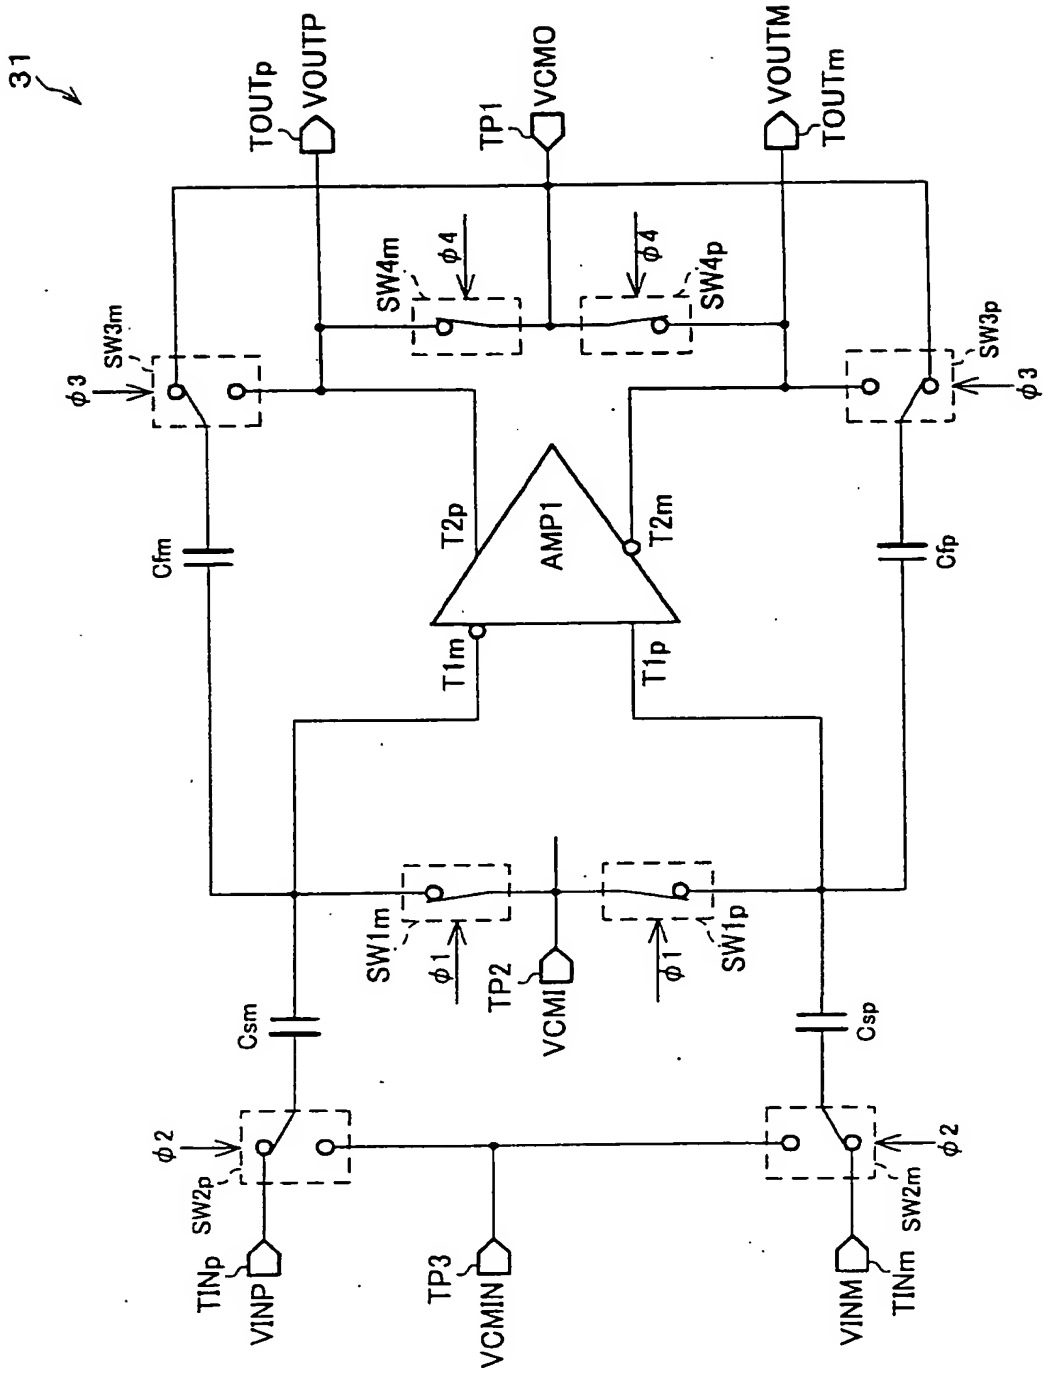 31
TOUTp
VOUTP
TP1
VCMO
VOUTM
TOUTm
SW3m
φ3
SW4m
φ4
φ4
SW4p
SW3p
φ3
Cfm
T2p
AMP1
T2m
Cfp
T1m
T1p
SW1m
φ1
TP2
VCMI
φ1
SW1p
Csm
Csp
φ2
SW2p
φ2
SW2m
TINp
VINP
TP3
VCMIN
VINM
TINm